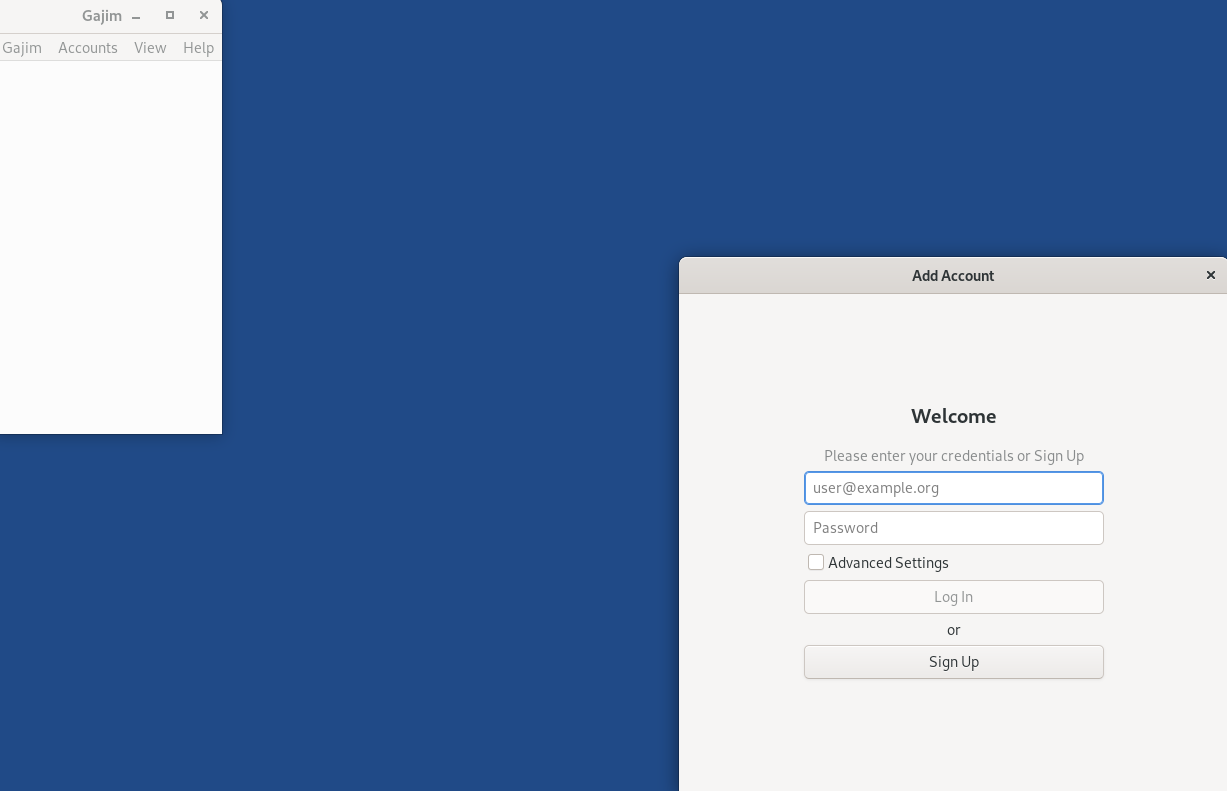 Gajim
Gajim Accounts View Help
Add Account
Welcome
Please enter your credentials or Sign Up
user@example.org
Password
Advanced Settings
Log In
or
Sign Up